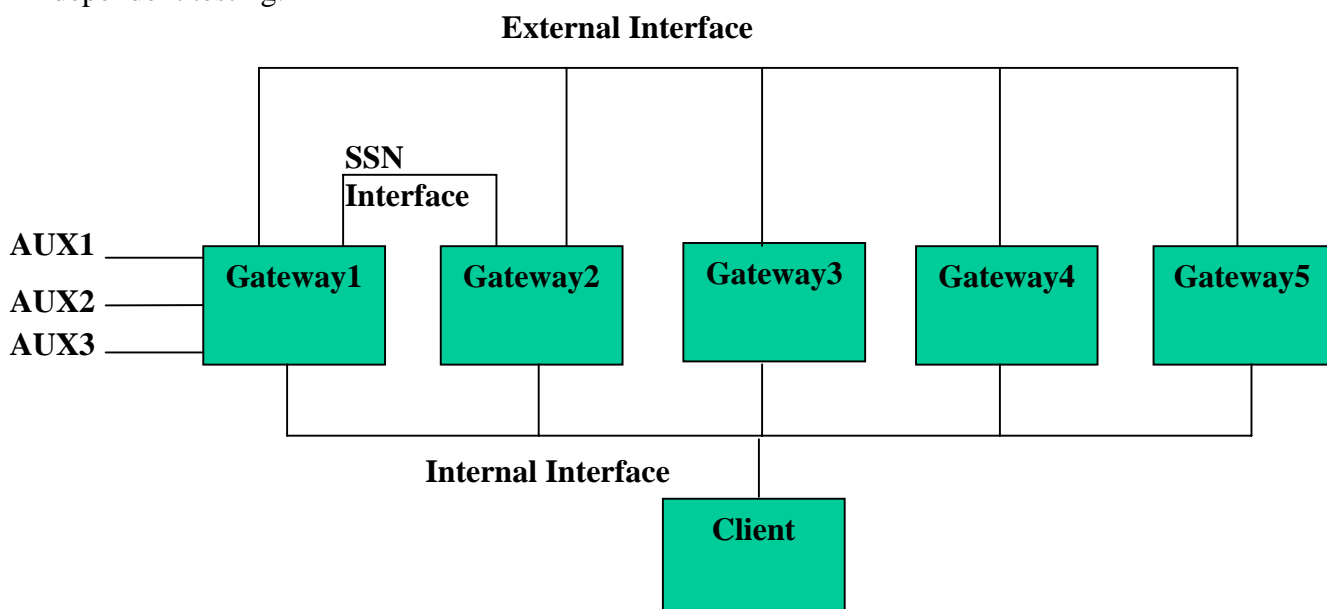 External Interface
SSN
Interface
AUX1
AUX2
AUX3
Gateway1
Gateway2
Gateway3
Gateway4
Gateway5
Internal Interface
Client